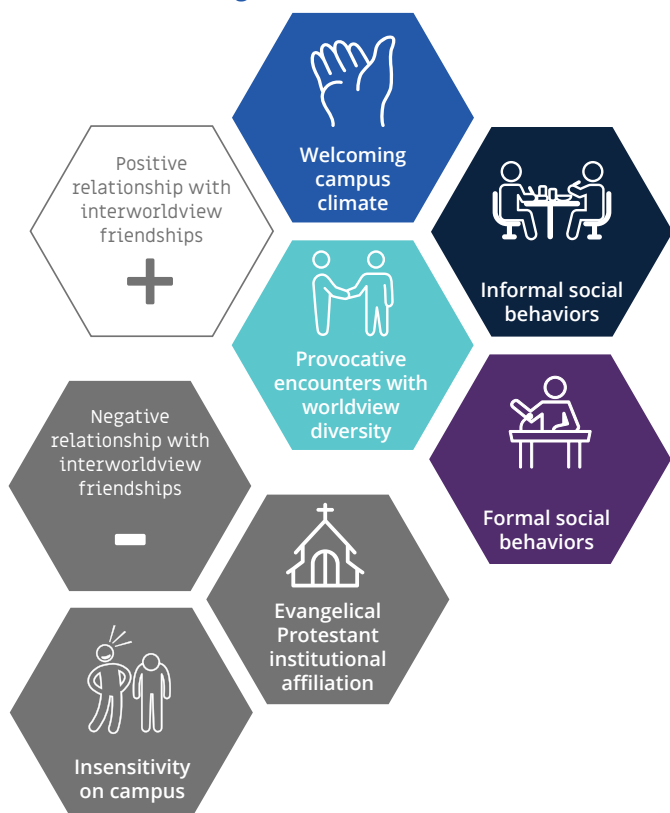 Welcoming
campus
climate
Positive
relationship with
interworldview
friendships
+
Informal social
behaviors
Provocative
encounters with
worldview
diversity
Negative
relationship with
interworldview
friendships
-
Formal social
behaviors
Evangelical
Protestant
institutional
affiliation
Insensitivity
on campus